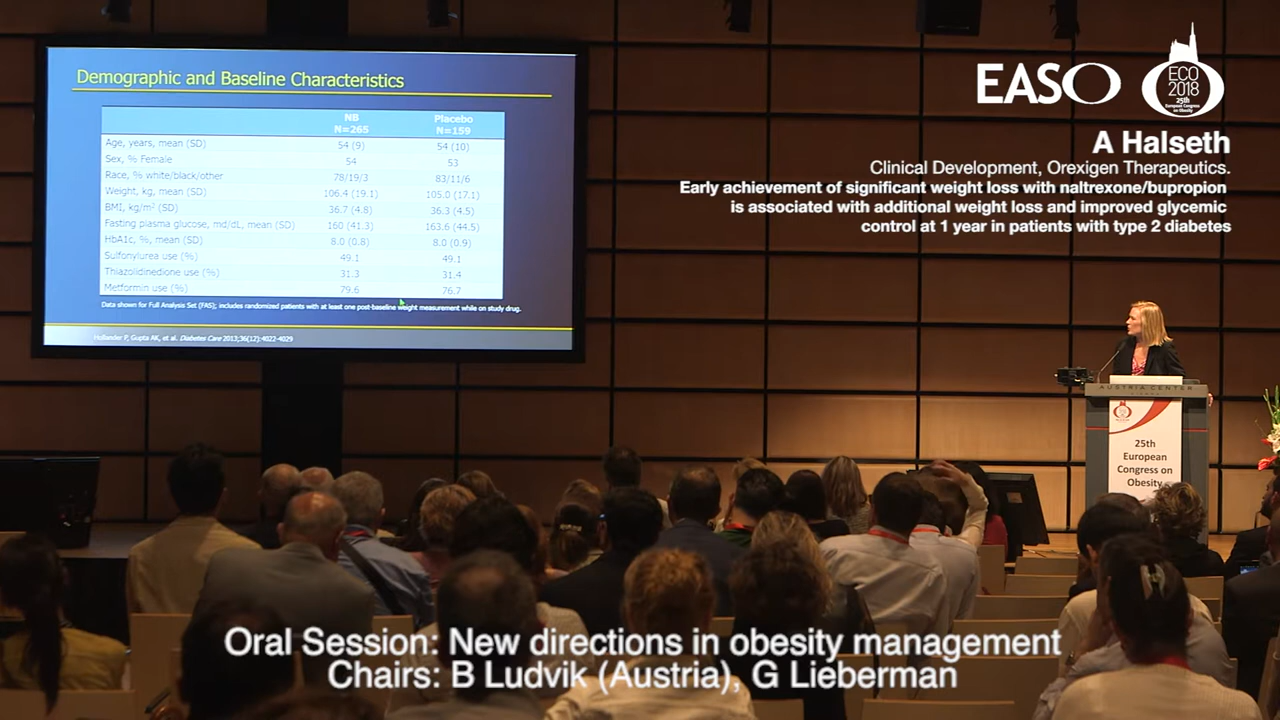 Demographic and Baseline Characteristics
NB Placebo
N=265 N=159
Age, years, mean (SD) 54 (9) 54 (10)
Sex, % Female 54 53
Race, % white/black/other 78/19/3 83/11/6
Weight, kg, mean (SD) 106.4 (19.1) 105.0 (17.1)
BMI, kg/m² (SD) 36.7 (4.8) 36.3 (4.5)
Fasting plasma glucose, md/dL, mean (SD) 160 (41.3) 163.6 (44.5)
HbA1c, %, mean (SD) 8.0 (0.8) 8.0 (0.9)
Sulfonylurea use (%) 49.1 49.1
Thiazolidinedione use (%) 31.3 31.4
Metformin use (%) 79.6 76.7
Data shown for Full Analysis Set (FAS); includes randomized patients with at least one post-baseline weight measurement while on study drug.
Hollander P, Gupta AK, et al. Diabetes Care 2013;36(12):4022-4029
EASO
ECO
2018
25th
European Congress
on Obesity
A Halseth
Clinical Development, Orexigen Therapeutics.
Early achievement of significant weight loss with naltrexone/bupropion
is associated with additional weight loss and improved glycemic
control at 1 year in patients with type 2 diabetes
AUSTRIA CENTER
25th
European
Congress on
Obesity
Oral Session: New directions in obesity management
Chairs: B Ludvik (Austria), G Lieberman